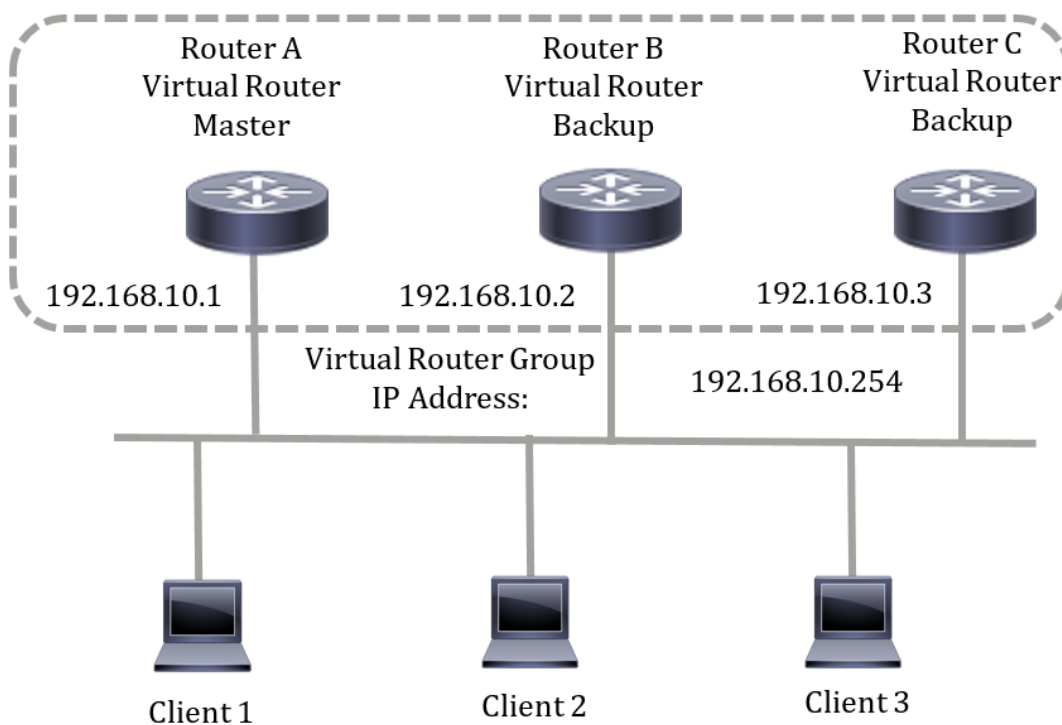 Router A
Virtual Router
Master
Router B
Virtual Router
Backup
Router C
Virtual Router
Backup
192.168.10.1
192.168.10.2
192.168.10.3
Virtual Router Group
IP Address:
192.168.10.254
Client 1
Client 2
Client 3